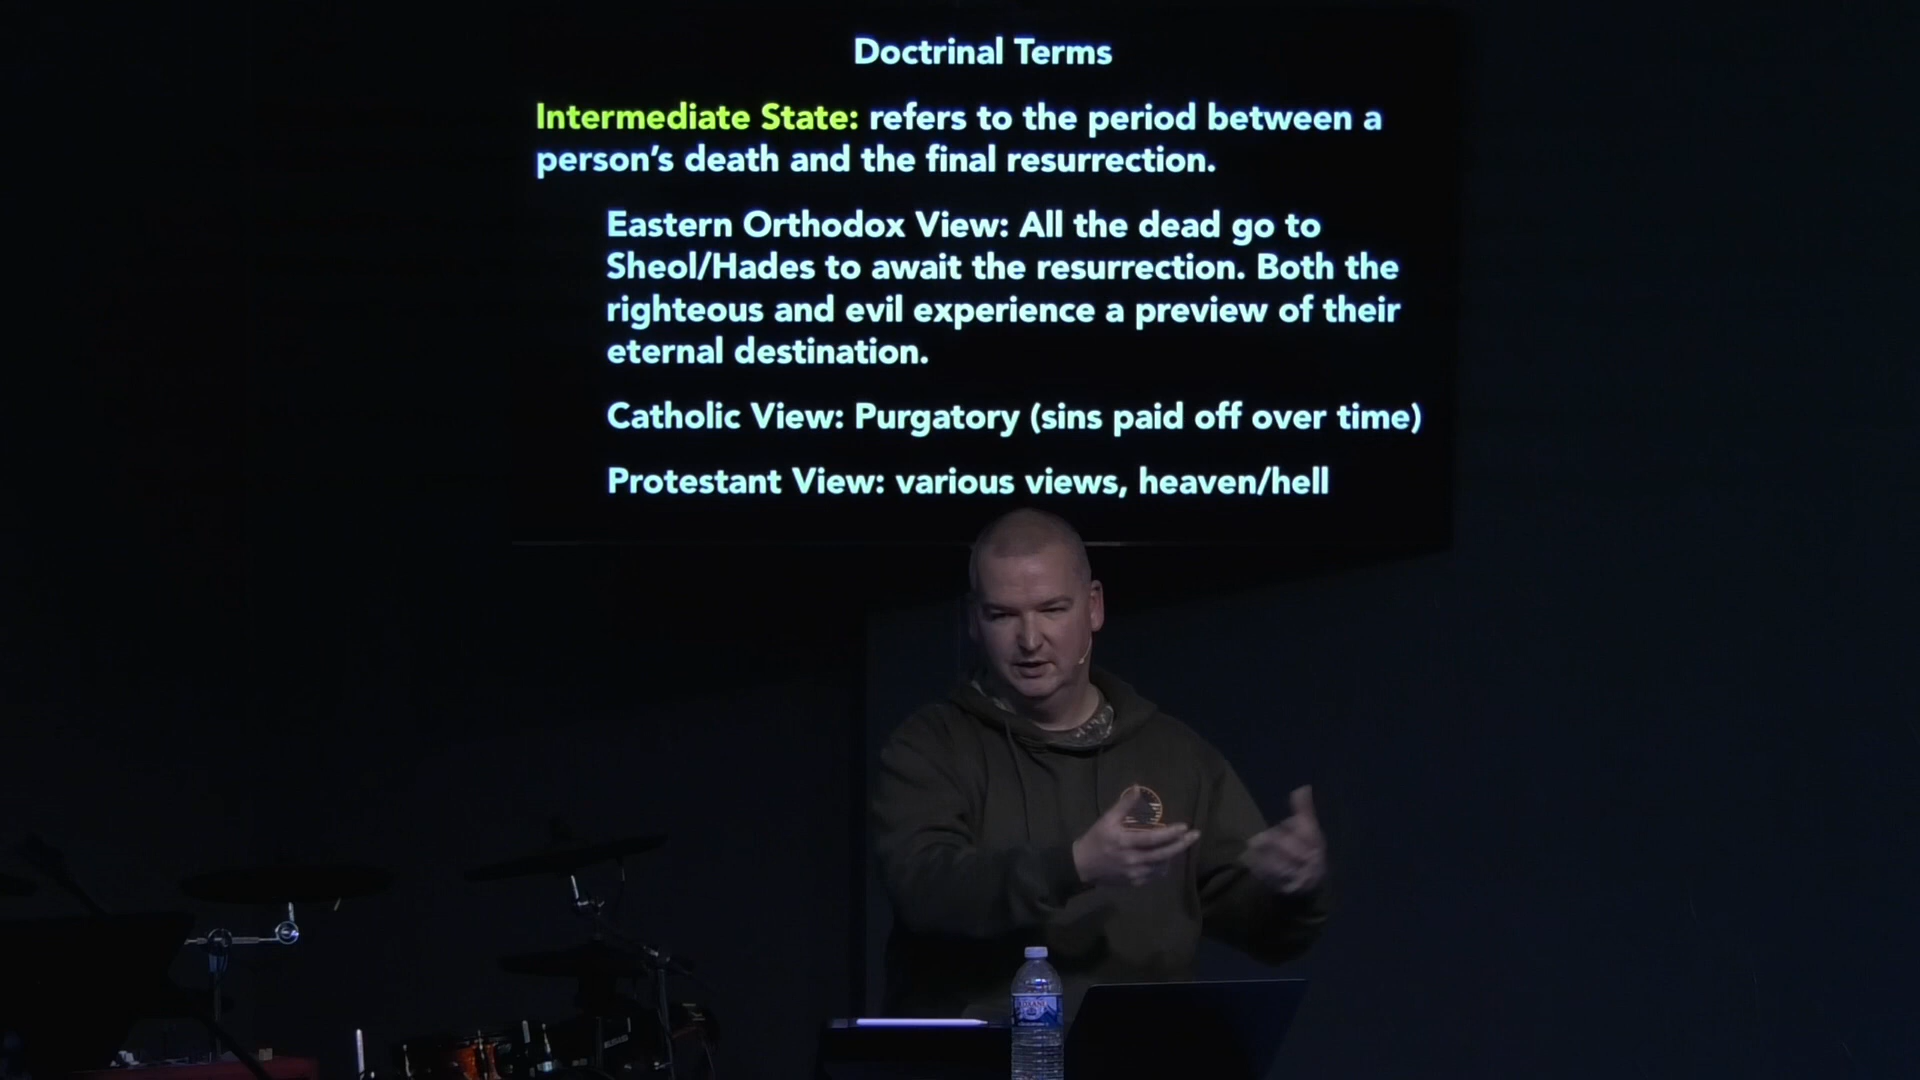 Doctrinal Terms
Intermediate State: refers to the period between a
person’s death and the final resurrection.
Eastern Orthodox View: All the dead go to
Sheol/Hades to await the resurrection. Both the
righteous and evil experience a preview of their
eternal destination.
Catholic View: Purgatory (sins paid off over time)
Protestant View: various views, heaven/hell